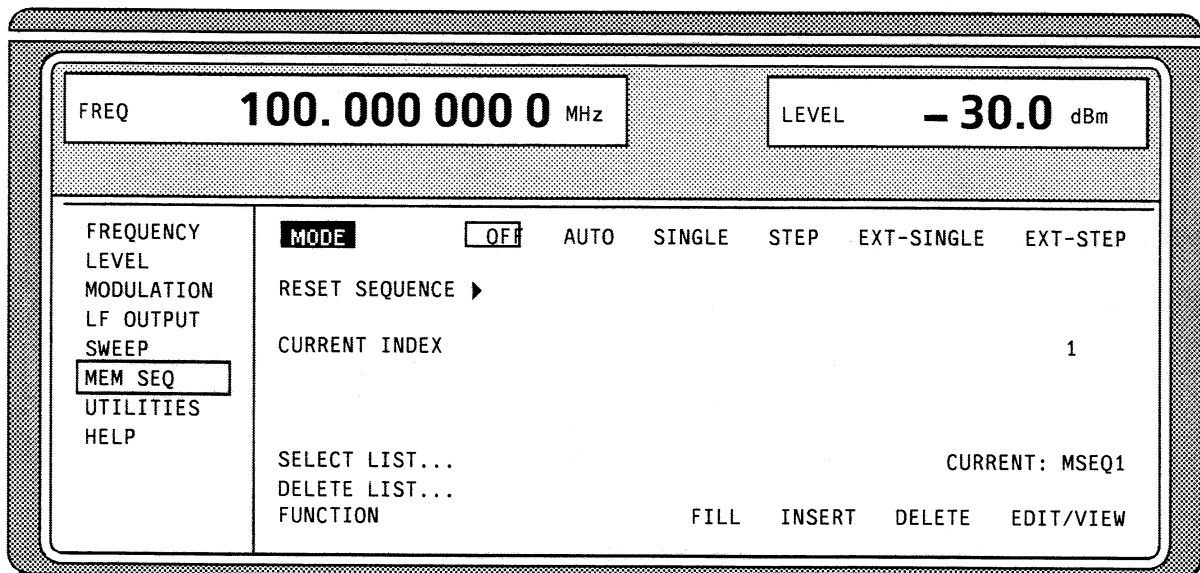 FREQ 100.000 000 0 MHz LEVEL – 30.0 dBm
FREQUENCY
LEVEL
MODULATION
LF OUTPUT
SWEEP
MEM SEQ
UTILITIES
HELP
MODE OFF AUTO SINGLE STEP EXT-SINGLE EXT-STEP
RESET SEQUENCE ▶
CURRENT INDEX 1
SELECT LIST... CURRENT: MSEQ1
DELETE LIST...
FUNCTION FILL INSERT DELETE EDIT/VIEW